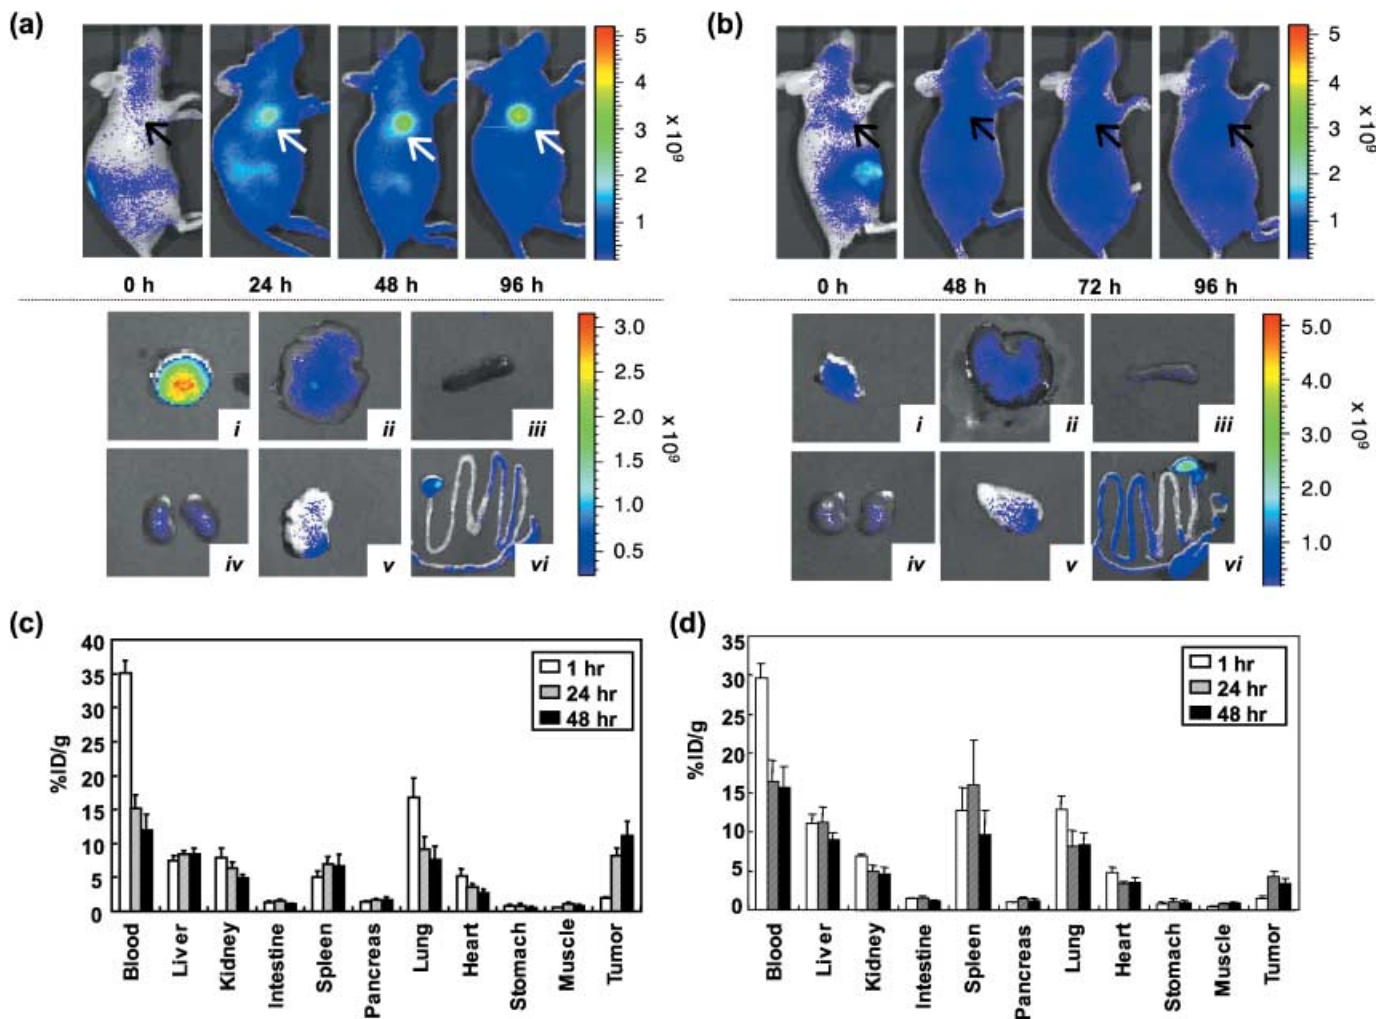 (a)
5
4
3
2
1
x 10⁹
0 h
24 h
48 h
96 h
3.0
2.5
2.0
1.5
1.0
0.5
x 10⁹
i
ii
iii
iv
v
vi
(b)
5
4
3
2
1
x 10⁹
0 h
48 h
72 h
96 h
5.0
4.0
3.0
2.0
1.0
x 10⁹
i
ii
iii
iv
v
vi
(c)
%ID/g
40
35
30
25
20
15
10
5
0
1 hr
24 hr
48 hr
Blood
Liver
Kidney
Intestine
Spleen
Pancreas
Lung
Heart
Stomach
Muscle
Tumor
(d)
%ID/g
35
30
25
20
15
10
5
0
1 hr
24 hr
48 hr
Blood
Liver
Kidney
Intestine
Spleen
Pancreas
Lung
Heart
Stomach
Muscle
Tumor